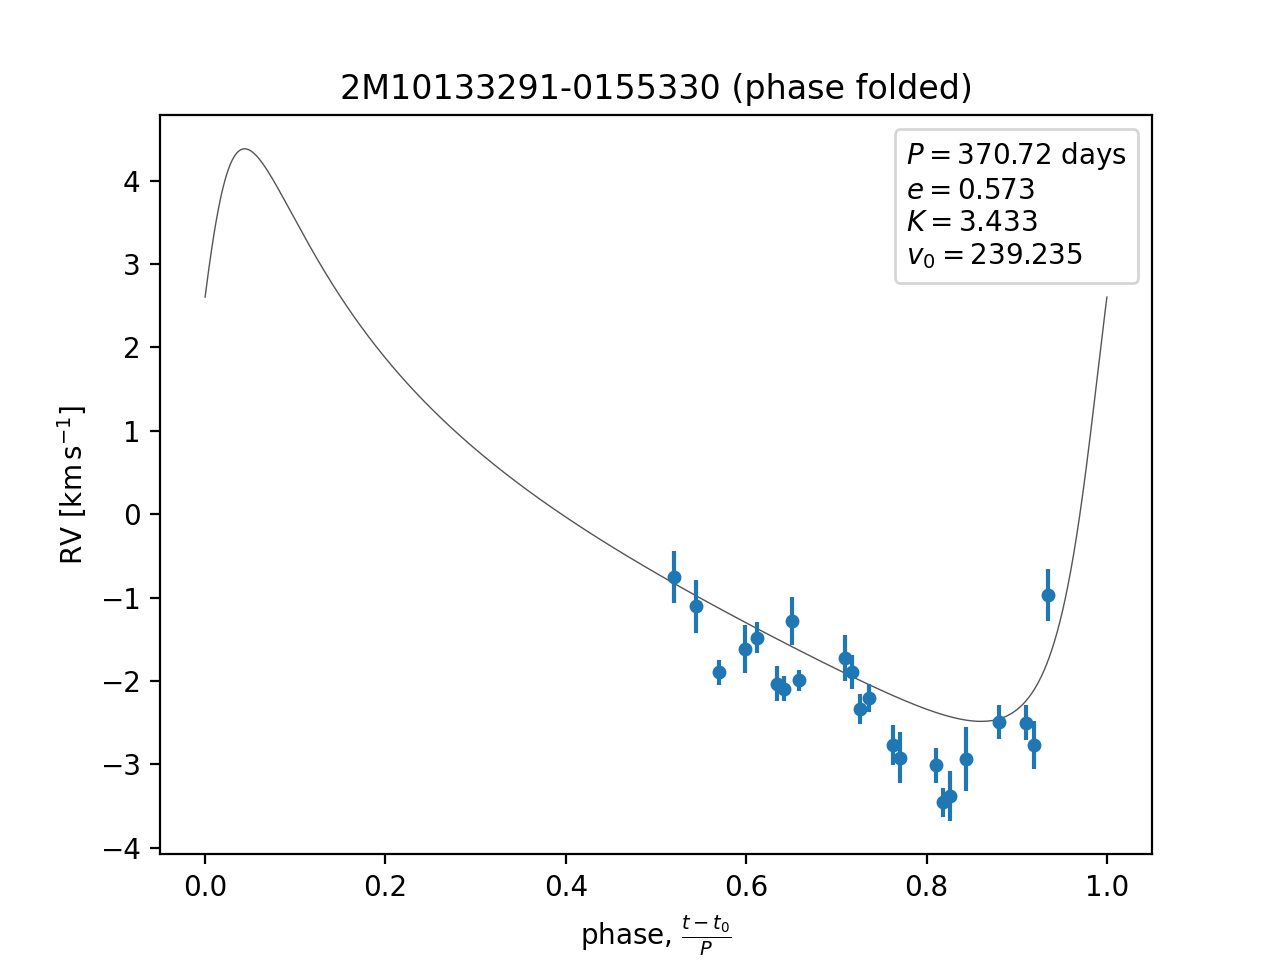 2M10133291-0155330 (phase folded)
P = 370.72 days
e = 0.573
K = 3.433
v₀ = 239.235
RV [km s⁻¹]
4
3
2
1
0
−1
−2
−3
−4
0.0 0.2 0.4 0.6 0.8 1.0
phase, (t − t₀)/P